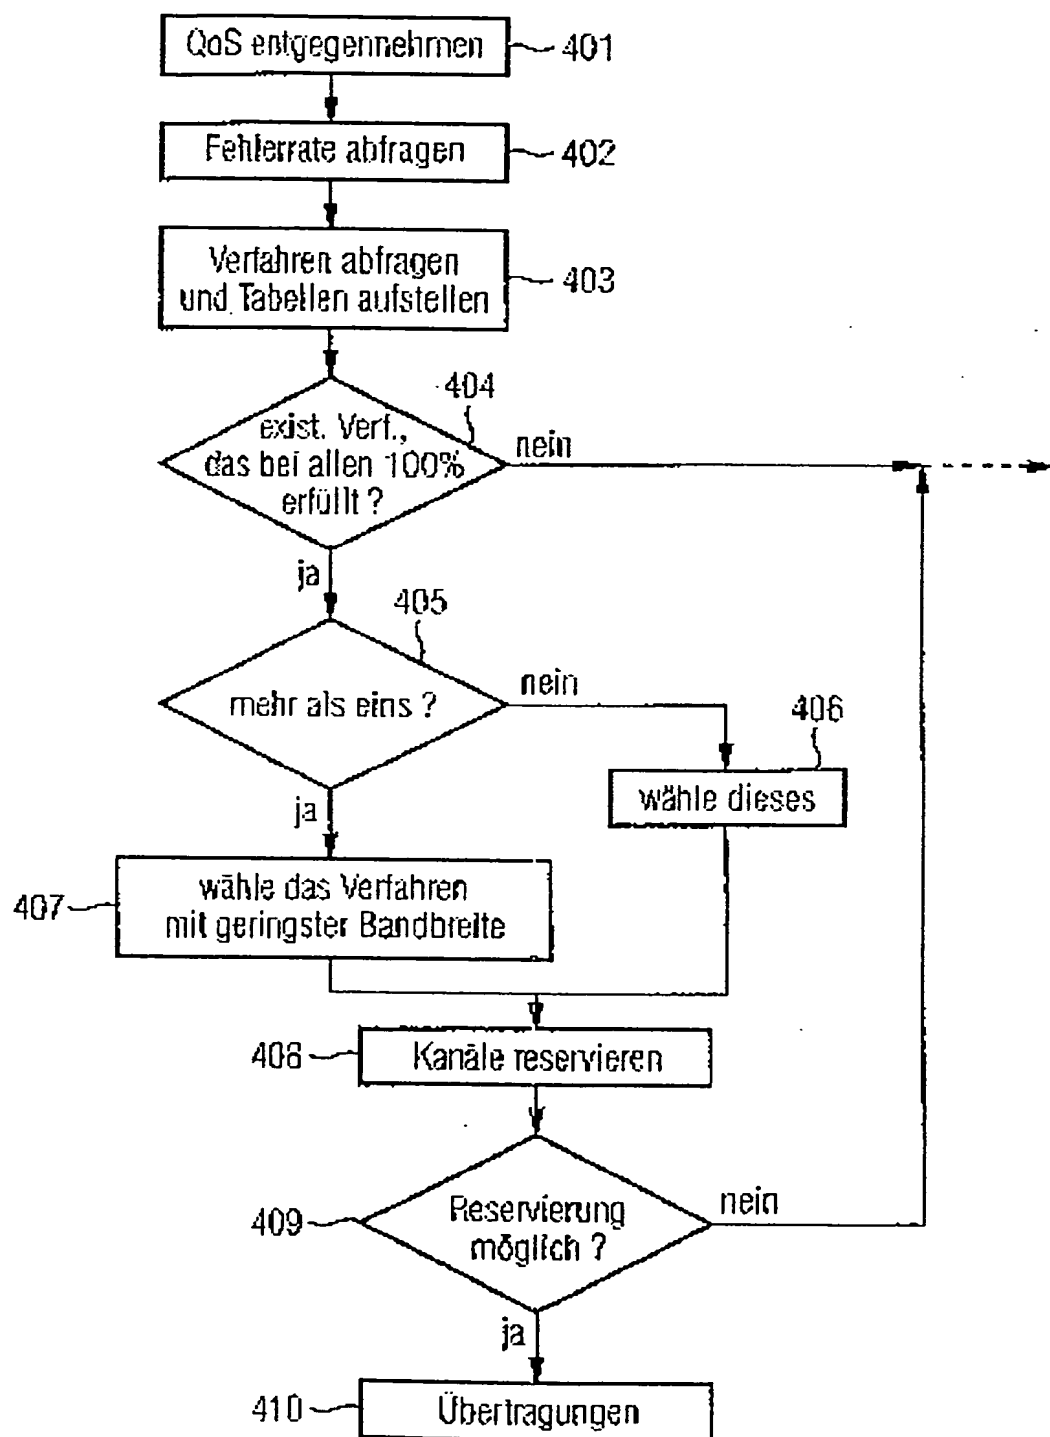 QoS entgegennehmen
401
Fehlerrate abfragen
402
Verfahren abfragen
und Tabellen aufstellen
403
404
exist. Verf.,
das bei allen 100%
erfüllt ?
nein
ja
405
mehr als eins ?
nein
406
wähle dieses
ja
407
wähle das Verfahren
mit geringster Bandbreite
408
Kanäle reservieren
409
Reservierung
möglich ?
nein
ja
410
Übertragungen